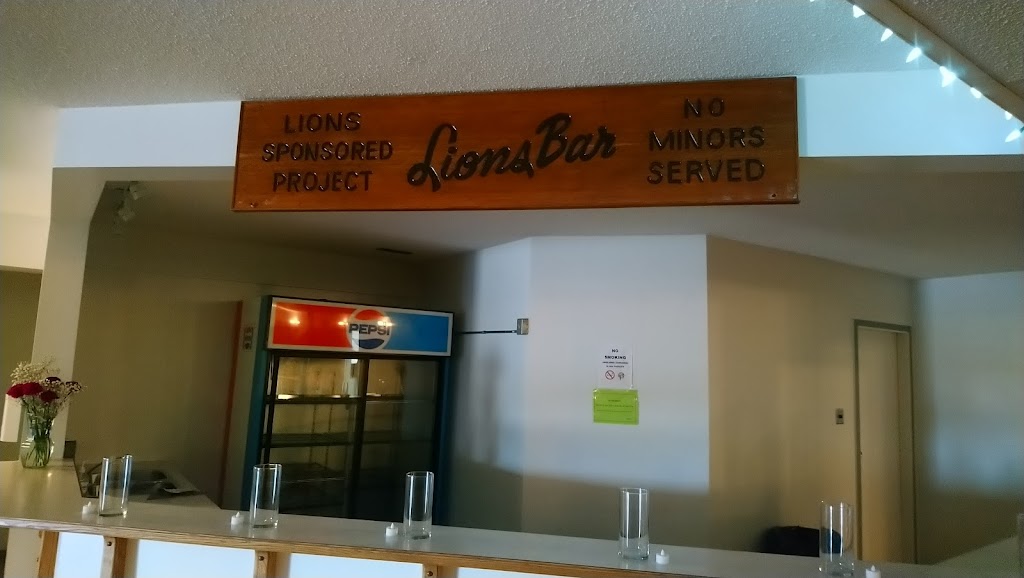 LIONS
SPONSORED
PROJECT
Lions Bar
NO
MINORS
SERVED
PEPSI
NO
SMOKING